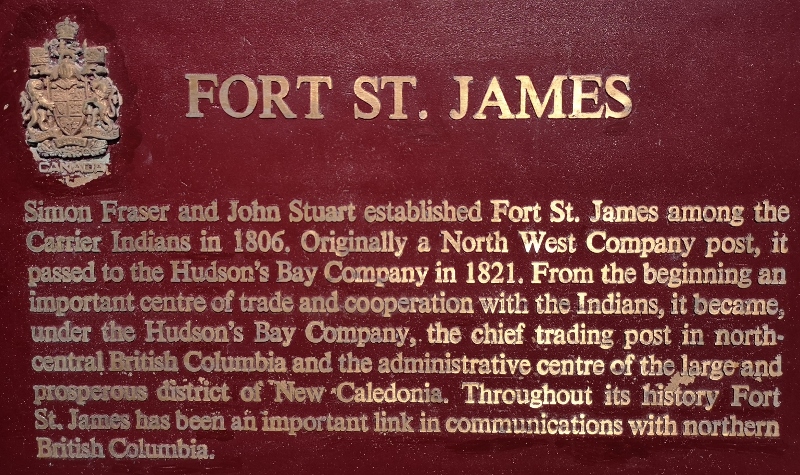 CANADA
FORT ST. JAMES
Simon Fraser and John Stuart established Fort St. James among the
Carrier Indians in 1806. Originally a North West Company post, it
passed to the Hudson's Bay Company in 1821. From the beginning an
important centre of trade and cooperation with the Indians, it became,
under the Hudson's Bay Company, the chief trading post in north-
central British Columbia and the administrative centre of the large and
prosperous district of New Caledonia. Throughout its history Fort
St. James has been an important link in communications with northern
British Columbia.